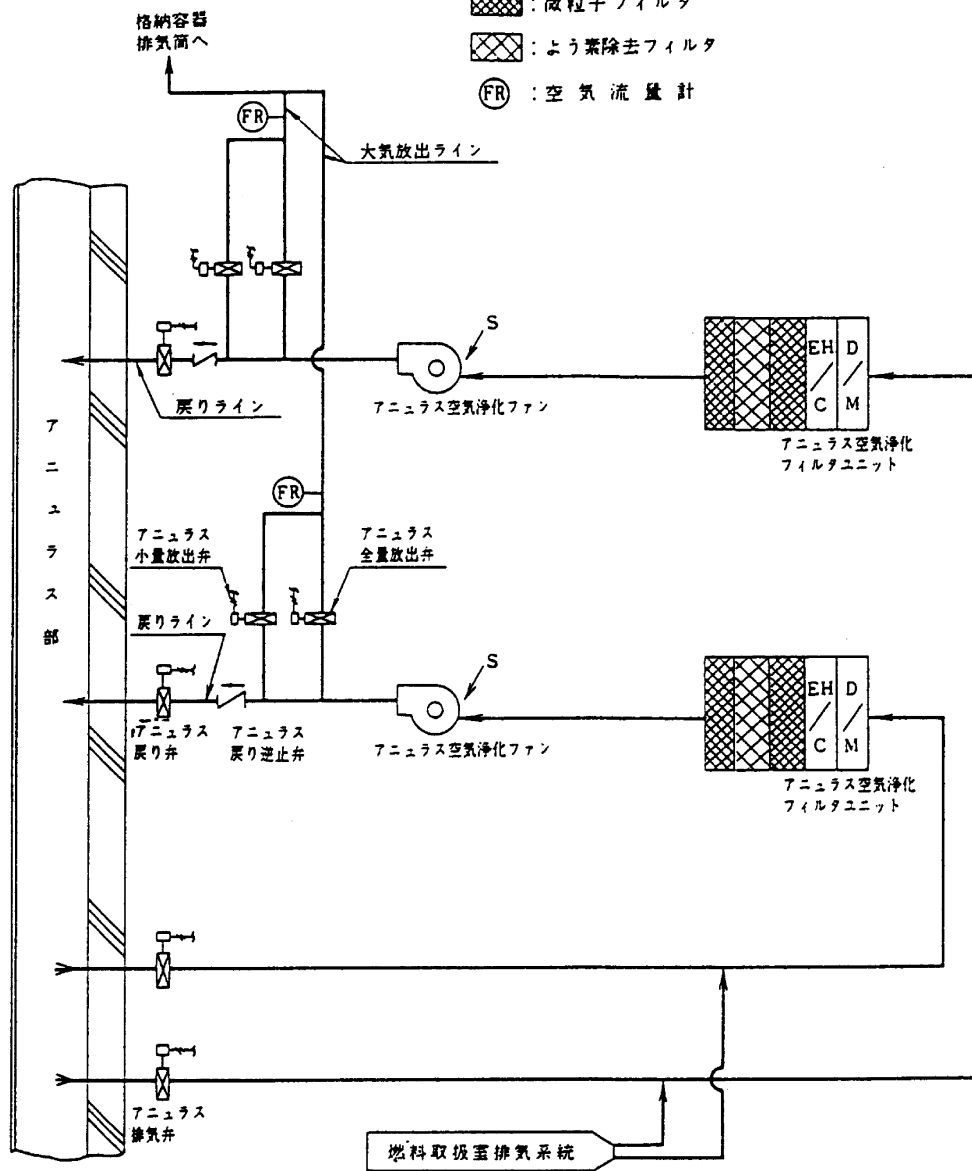 格納容器
排気筒へ
:微粒子フィルタ
:よう素除去フィルタ
FR :空気流量計
FR
大気放出ライン
S
EH/C D/M
戻りライン
アニュラス空気浄化ファン
アニュラス空気浄化
フィルタユニット
アニュラス部
FR
アニュラス
小量放出弁
アニュラス
全量放出弁
戻りライン
S
EH/C D/M
アニュラス
戻り弁
アニュラス
戻り逆止弁
アニュラス空気浄化ファン
アニュラス空気浄化
フィルタユニット
アニュラス
排気弁
燃料取扱室排気系統